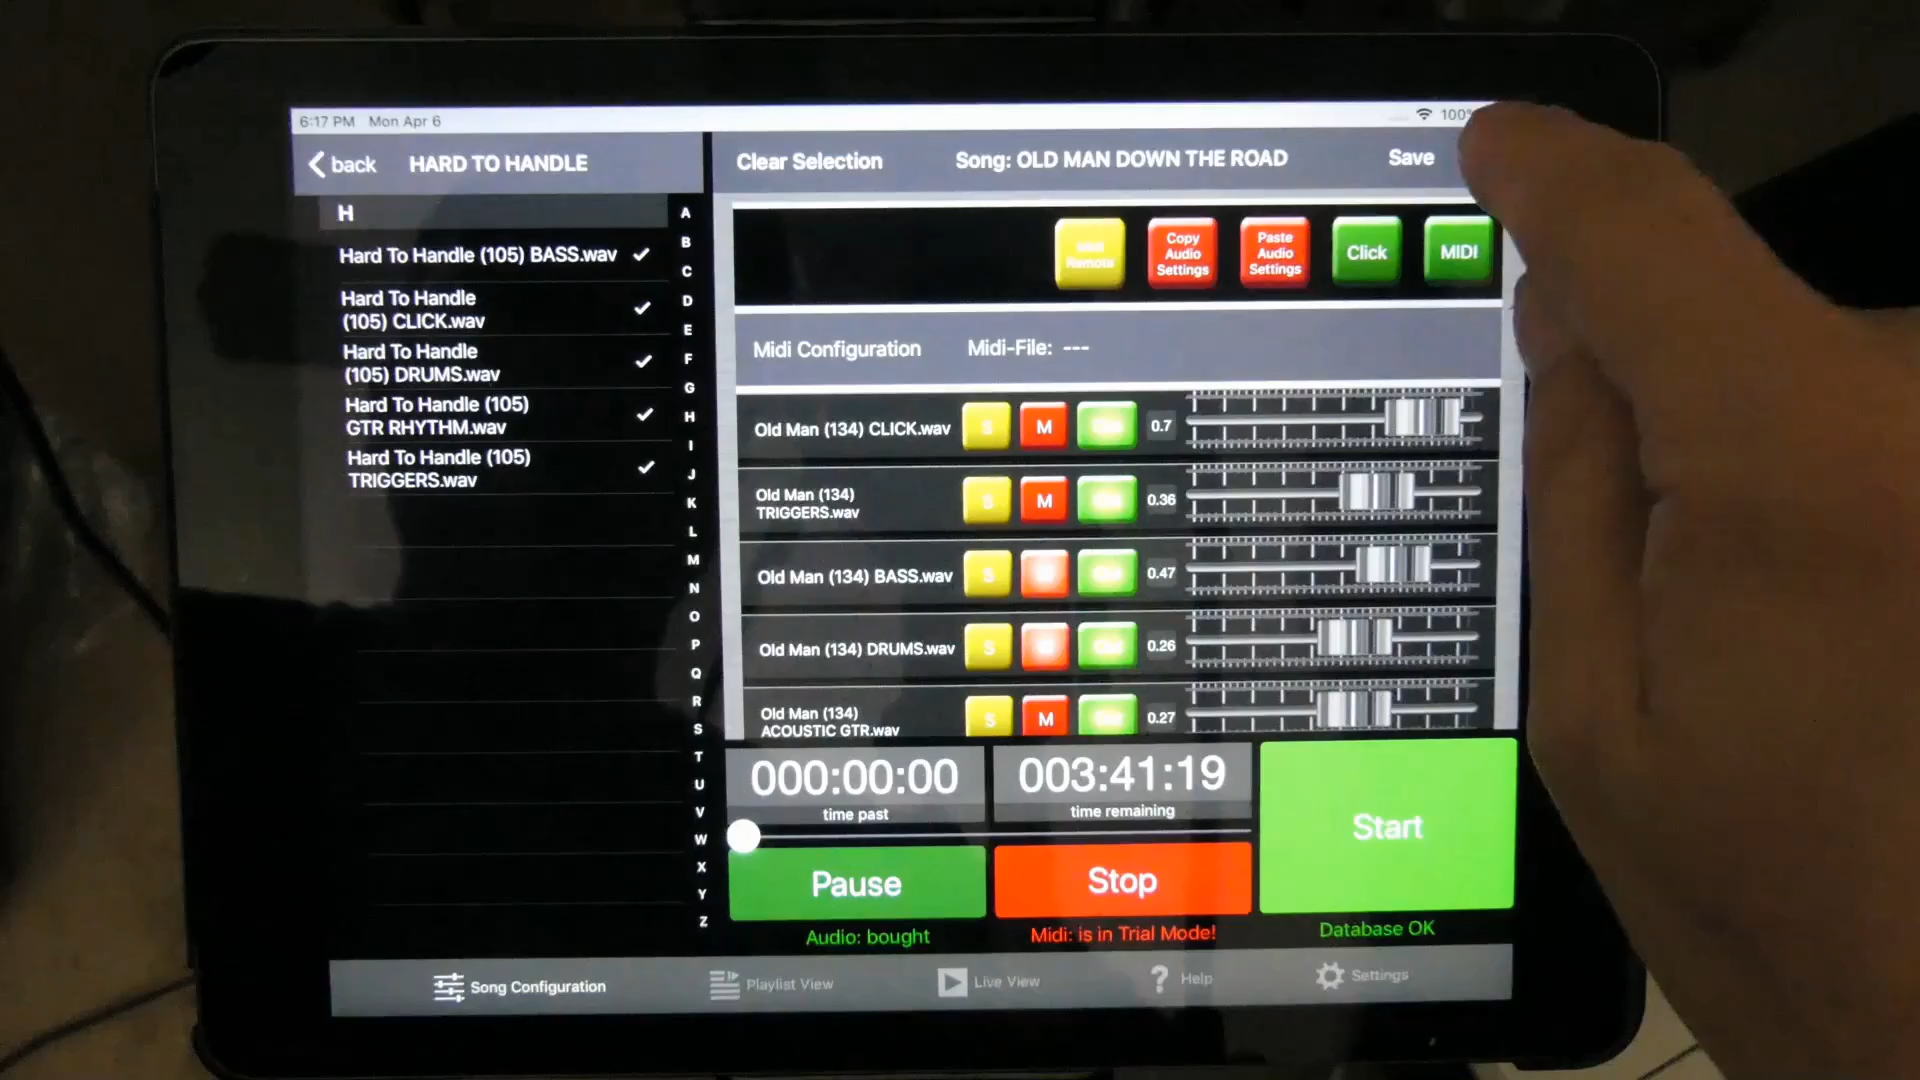 6:17 PM Mon Apr 6
100%
back
HARD TO HANDLE
Clear Selection
Song: OLD MAN DOWN THE ROAD
Save
H
Hard To Handle (105) BASS.wav
Hard To Handle
(105) CLICK.wav
Hard To Handle
(105) DRUMS.wav
Hard To Handle (105)
GTR RHYTHM.wav
Hard To Handle (105)
TRIGGERS.wav
A
B
C
D
E
F
G
H
I
J
K
L
M
N
O
P
Q
R
S
T
U
V
W
X
Y
Z
Remote
Copy
Audio
Settings
Paste
Audio
Settings
Click
MIDI
Midi Configuration
Midi-File: ---
Old Man (134) CLICK.wav
S
M
0.7
Old Man (134)
TRIGGERS.wav
S
M
0.36
Old Man (134) BASS.wav
S
0.47
Old Man (134) DRUMS.wav
S
0.26
Old Man (134)
ACOUSTIC GTR.wav
S
M
0.27
000:00:00
time past
003:41:19
time remaining
Start
Pause
Stop
Audio: bought
Midi: is in Trial Mode!
Database OK
Song Configuration
Playlist View
Live View
? Help
Settings